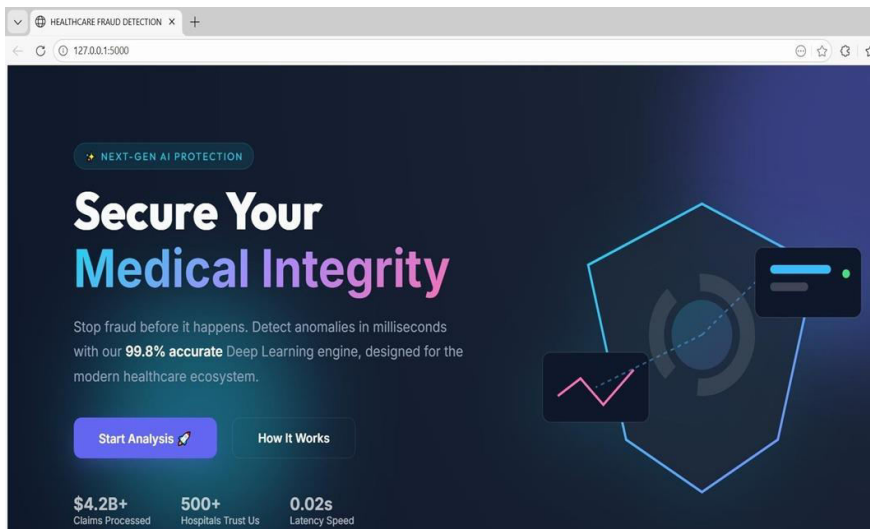 HEALTHCARE FRAUD DETECTION
127.0.0.1:5000
NEXT-GEN AI PROTECTION
Secure Your
Medical Integrity
Stop fraud before it happens. Detect anomalies in milliseconds
with our 99.8% accurate Deep Learning engine, designed for the
modern healthcare ecosystem.
Start Analysis 🚀 How It Works
$4.2B+ 500+ 0.02s
Claims Processed Hospitals Trust Us Latency Speed